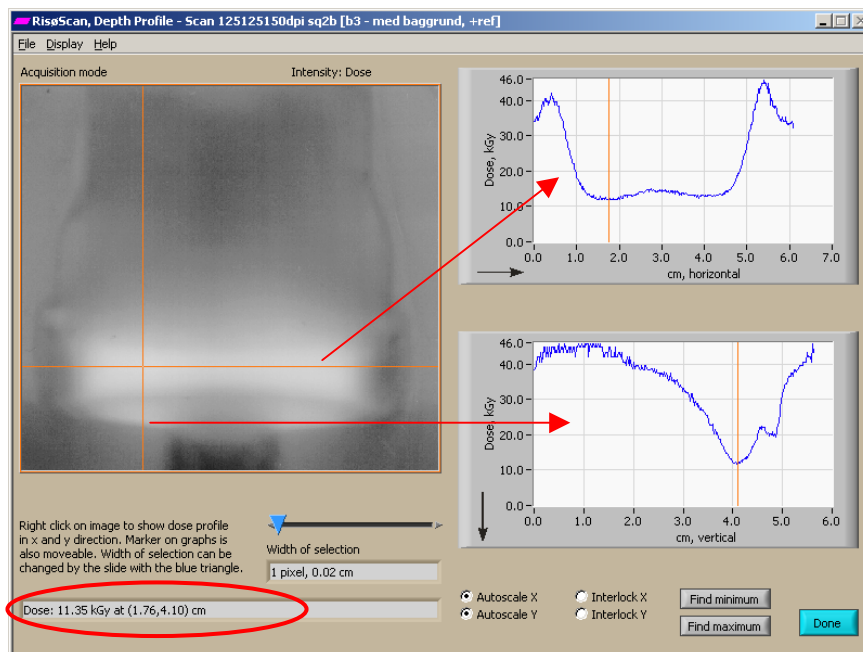 RisøScan, Depth Profile - Scan 125125150dpi sq2b [b3 - med baggrund, +ref]
File Display Help
Acquisition mode
Intensity: Dose
46.0
40.0
30.0
20.0
10.0
0.0
Dose, kGy
0.0 1.0 2.0 3.0 4.0 5.0 6.0 7.0
cm, horizontal
46.0
40.0
30.0
20.0
10.0
0.0
Dose, kGy
0.0 1.0 2.0 3.0 4.0 5.0 6.0
cm, vertical
Right click on image to show dose profile
in x and y direction. Marker on graphs is
also moveable. Width of selection can be
changed by the slide with the blue triangle.
Width of selection
1 pixel, 0.02 cm
Dose: 11.35 kGy at (1.76,4.10) cm
Autoscale X
Interlock X
Find minimum
Autoscale Y
Interlock Y
Find maximum
Done